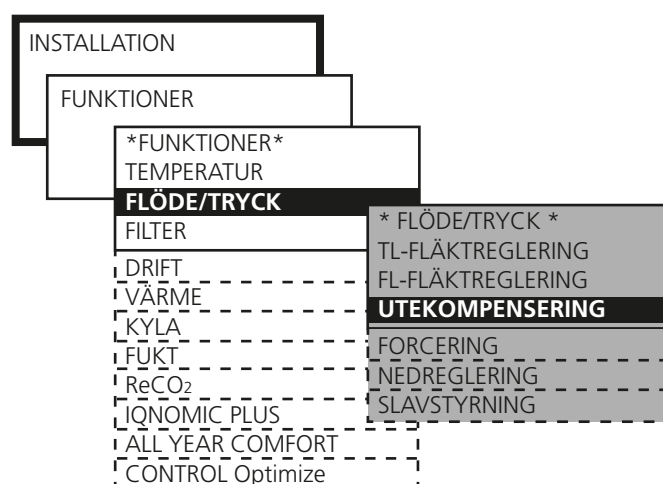 INSTALLATION
FUNKTIONER
*FUNKTIONER*
TEMPERATUR
FLÖDE/TRYCK
FILTER
DRIFT
VÄRME
KYLA
FUKT
ReCO2
IQNOMIC PLUS
ALL YEAR COMFORT
CONTROL Optimize
* FLÖDE/TRYCK *
TL-FLÄKTREGLERING
FL-FLÄKTREGLERING
UTEKOMPENSERING
FORCERING
NEDREGLERING
SLAVSTYRNING